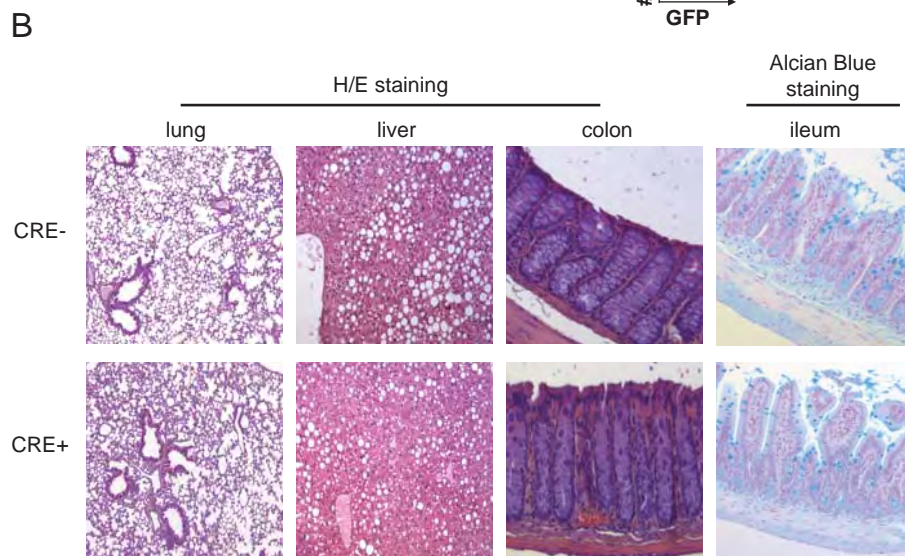 #
GFP
B
H/E staining
Alcian Blue
staining
lung liver colon ileum
CRE-
CRE+